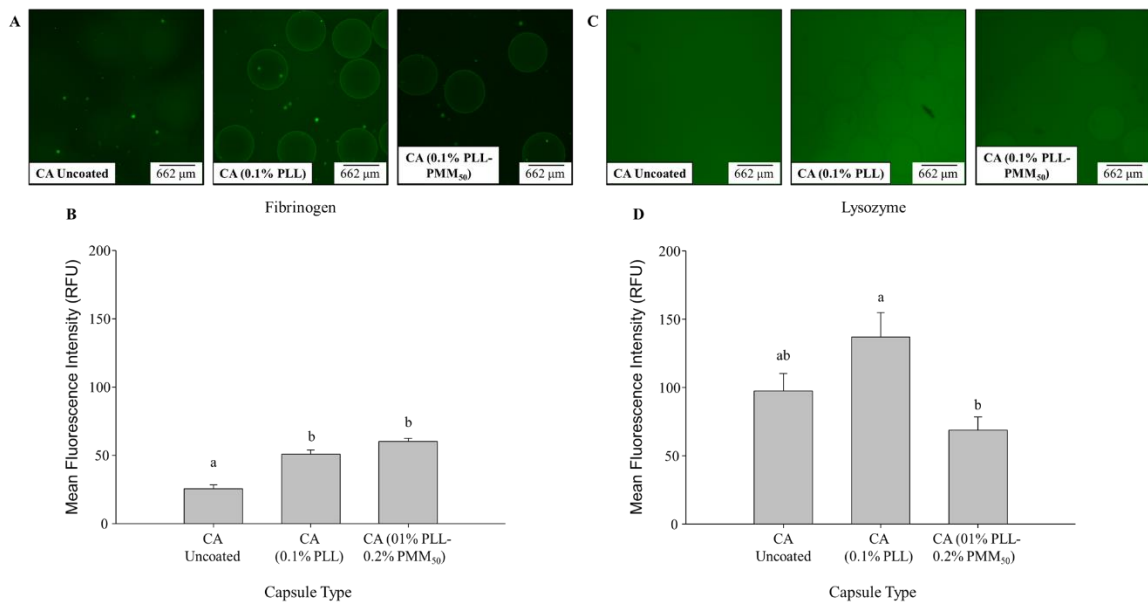 A
CA Uncoated
662 μm
CA (0.1% PLL)
662 μm
CA (0.1% PLL-
PMM₅₀)
662 μm
Fibrinogen
C
CA Uncoated
662 μm
CA (0.1% PLL)
662 μm
CA (0.1% PLL-
PMM₅₀)
662 μm
Lysozyme
B
Mean Fluorescence Intensity (RFU)
200
150
100
50
0
a
b
b
CA
Uncoated
CA
(0.1% PLL)
CA (01% PLL-
0.2% PMM₅₀)
Capsule Type
D
Mean Fluorescence Intensity (RFU)
200
150
100
50
0
ab
a
b
CA
Uncoated
CA
(0.1% PLL)
CA (01% PLL-
0.2% PMM₅₀)
Capsule Type